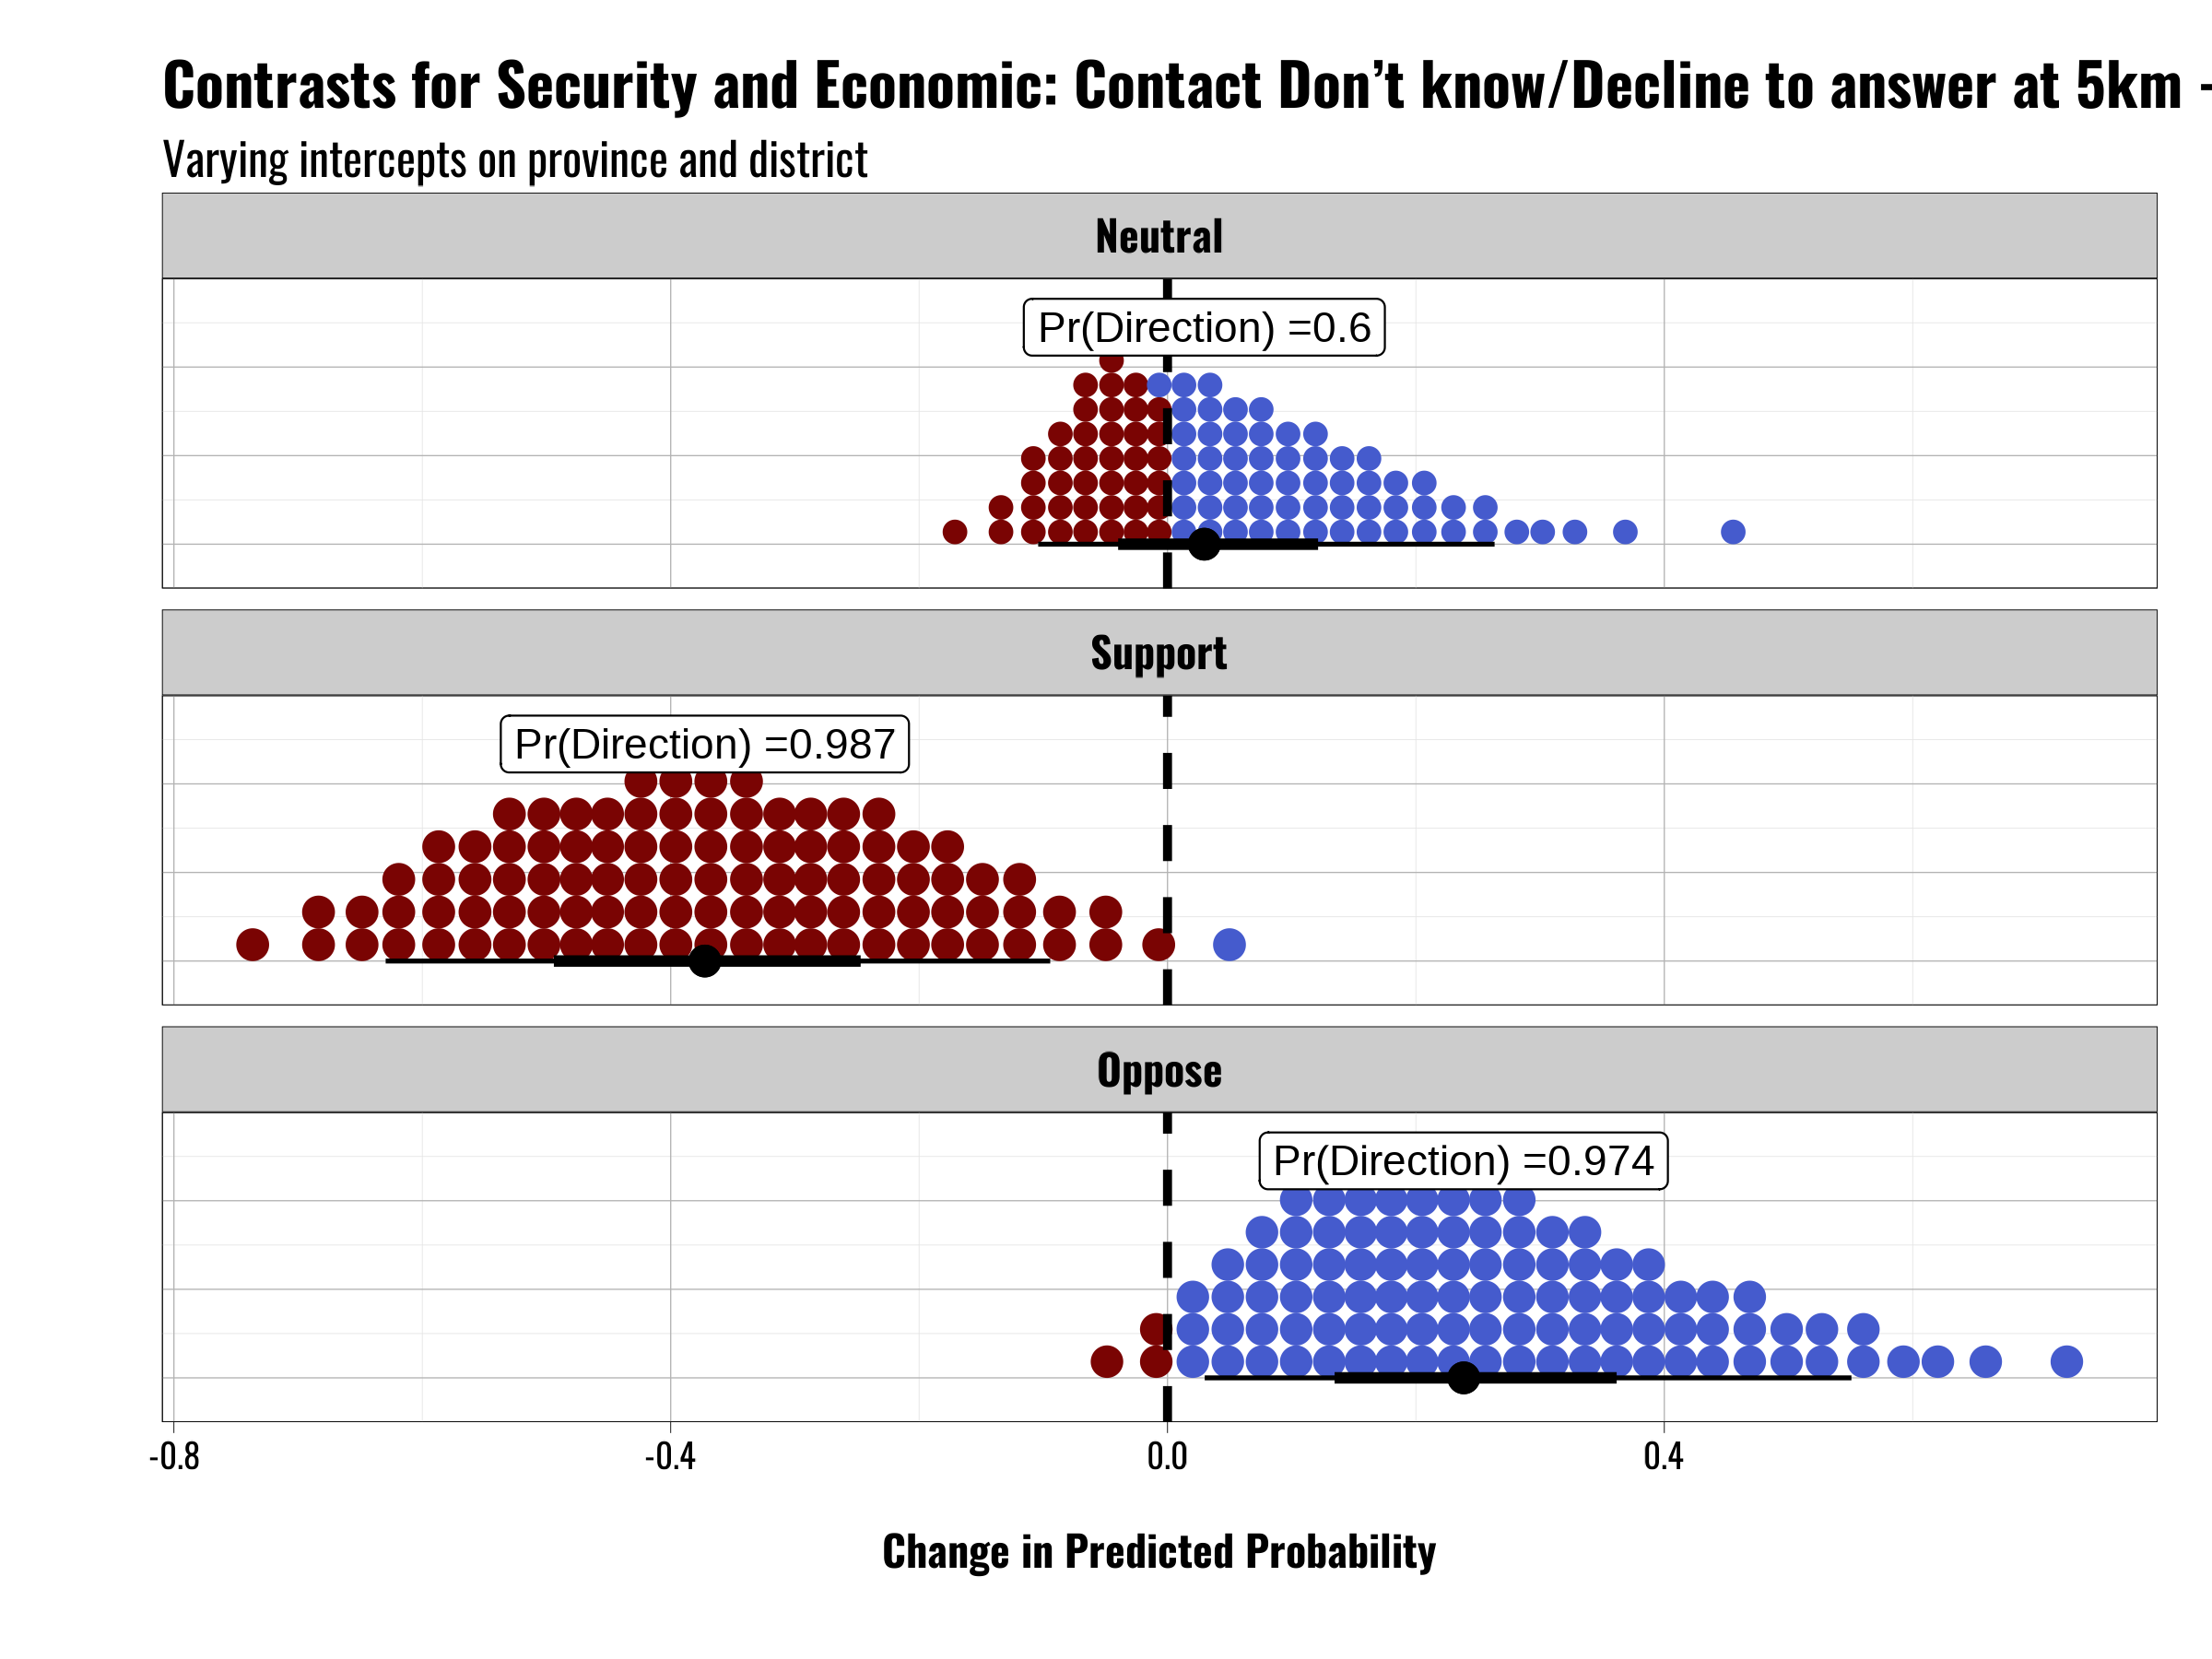 Contrasts for Security and Economic: Contact Don’t know/Decline to answer at 5km -
Varying intercepts on province and district
Neutral
Pr(Direction) =0.6
Support
Pr(Direction) =0.987
Oppose
Pr(Direction) =0.974
-0.8 -0.4 0.0 0.4
Change in Predicted Probability